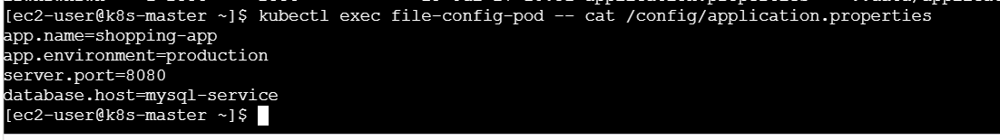 [ec2-user@k8s-master ~]$ kubectl exec file-config-pod -- cat /config/application.properties
app.name=shopping-app
app.environment=production
server.port=8080
database.host=mysql-service
[ec2-user@k8s-master ~]$